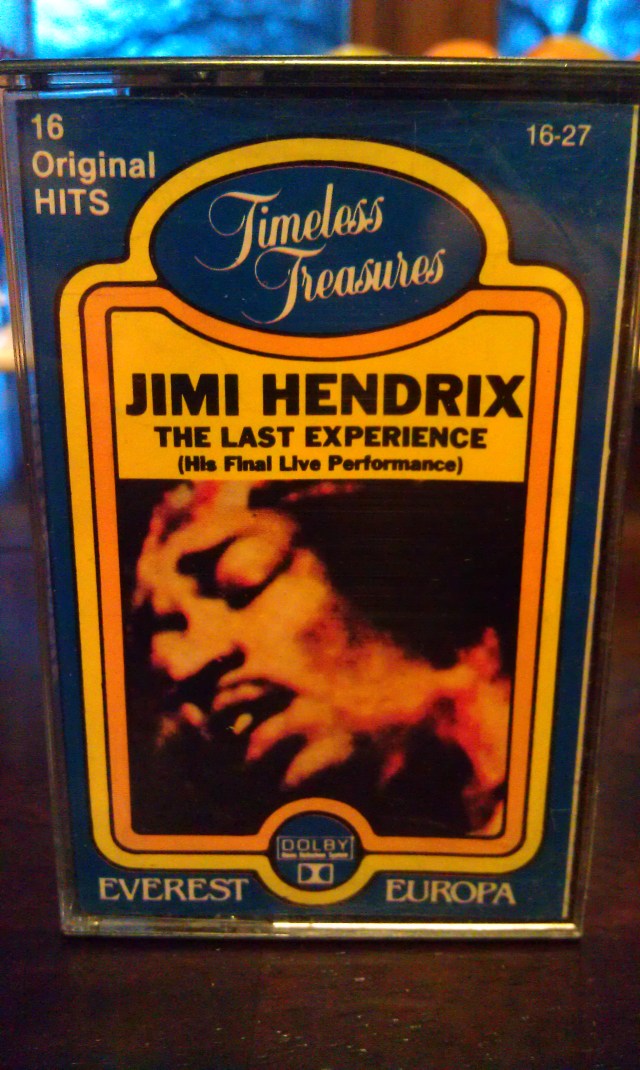 16
Original
HITS
16-27
Timeless
Treasures
JIMI HENDRIX
THE LAST EXPERIENCE
(His Final Live Performance)
DOLBY
EVEREST EUROPA